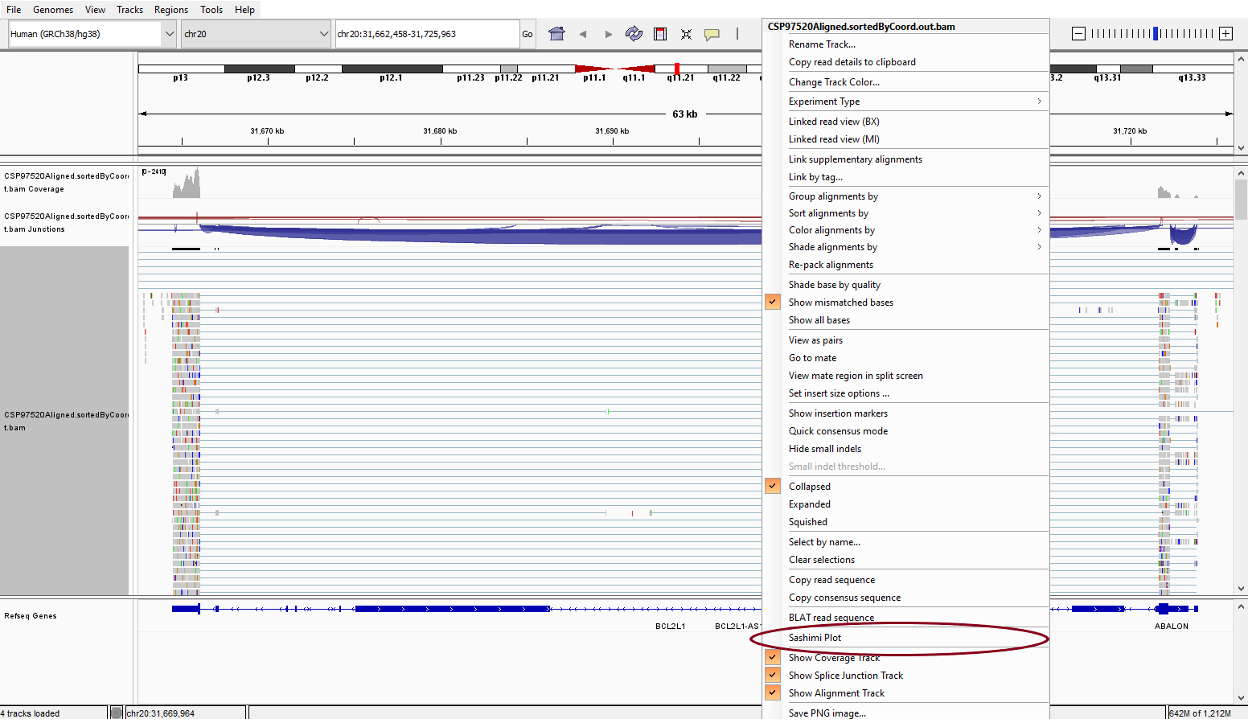 File Genomes View Tracks Regions Tools Help
Human (GRCh38/hg38) chr20 chr20:31,662,458-31,725,963 Go
CSP97520Aligned.sortedByCoord.out.bam
Rename Track...
Copy read details to clipboard
Change Track Color...
Experiment Type
Linked read view (BX)
Linked read view (MI)
Link supplementary alignments
Link by tag...
Group alignments by
Sort alignments by
Color alignments by
Shade alignments by
Re-pack alignments
Shade base by quality
Show mismatched bases
Show all bases
View as pairs
Go to mate
View mate region in split screen
Set insert size options ...
Show insertion markers
Quick consensus mode
Hide small indels
Small indel threshold...
Collapsed
Expanded
Squished
Select by name...
Clear selections
Copy read sequence
Copy consensus sequence
BLAT read sequence
Sashimi Plot
Show Coverage Track
Show Splice Junction Track
Show Alignment Track
Save PNG image...
p13 p12.3 p12.2 p12.1 p11.23 p11.22 p11.21 p11.1 q11.1 q11.21 q11.22 3.2 q13.31 q13.33
63 kb
31,670 kb 31,680 kb 31,690 kb 31,720 kb
[0 - 2410]
CSP97520Aligned.sortedByCoor
t.bam Coverage
CSP97520Aligned.sortedByCoor
t.bam Junctions
CSP97520Aligned.sortedByCoor
t.bam
Refseq Genes
BCL2L1 BCL2L1-AS1 ABALON
4 tracks loaded chr20:31,669,964 642M of 1,212M